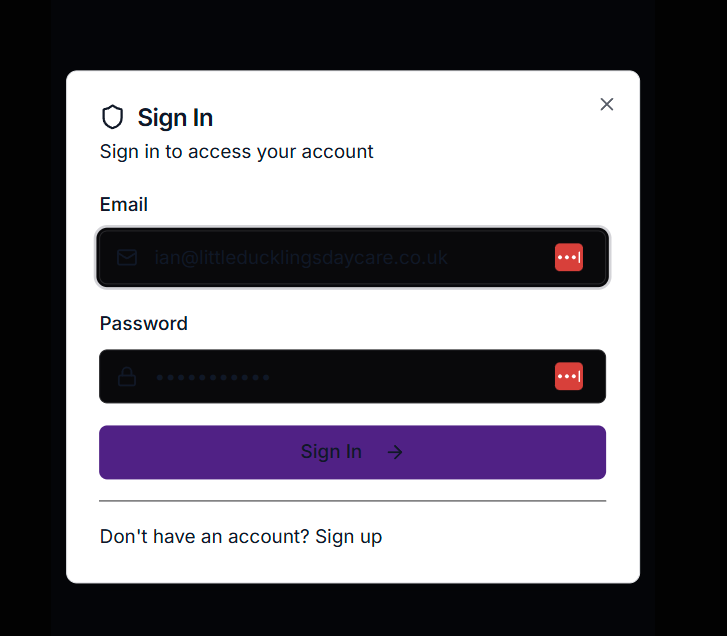 Sign In
Sign in to access your account
Email
ian@littleducklingsdaycare.co.uk
Password
•••••••••••
Sign In →
Don't have an account? Sign up